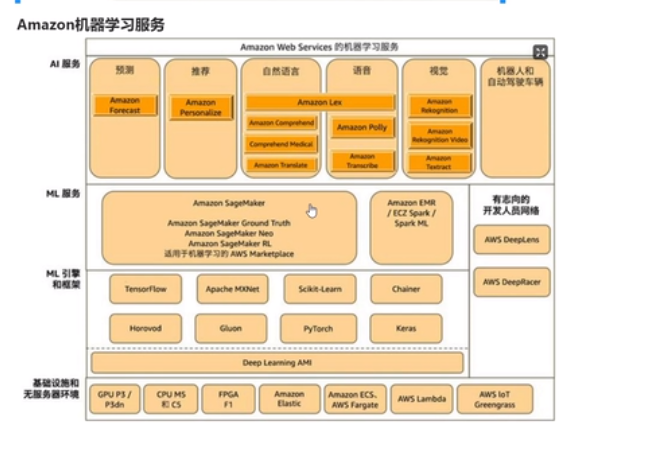 Amazon机器学习服务
Amazon Web Services 的机器学习服务
AI 服务
预测
推荐
自然语言
语音
视觉
机器人和
自动驾驶车辆
Amazon
Forecast
Amazon
Personalize
Amazon Lex
Amazon Comprehend
Comprehend Medical
Amazon Translate
Amazon Polly
Amazon
Transcribe
Amazon
Rekognition
Amazon
Rekognition Video
Amazon
Textract
ML 服务
Amazon SageMaker
Amazon SageMaker Ground Truth
Amazon SageMaker Neo
Amazon SageMaker RL
适用于机器学习的 AWS Marketplace
Amazon EMR
/ ECZ Spark /
Spark ML
有志向的
开发人员网络
AWS DeepLens
AWS DeepRacer
ML 引擎
和框架
TensorFlow
Apache MXNet
Scikit-Learn
Chainer
Horovod
Gluon
PyTorch
Keras
Deep Learning AMI
基础设施和
无服务器环境
GPU P3 /
P3dn
CPU M5
和 C5
FPGA
F1
Amazon
Elastic
Amazon ECS、
AWS Fargate
AWS Lambda
AWS IoT
Greengrass